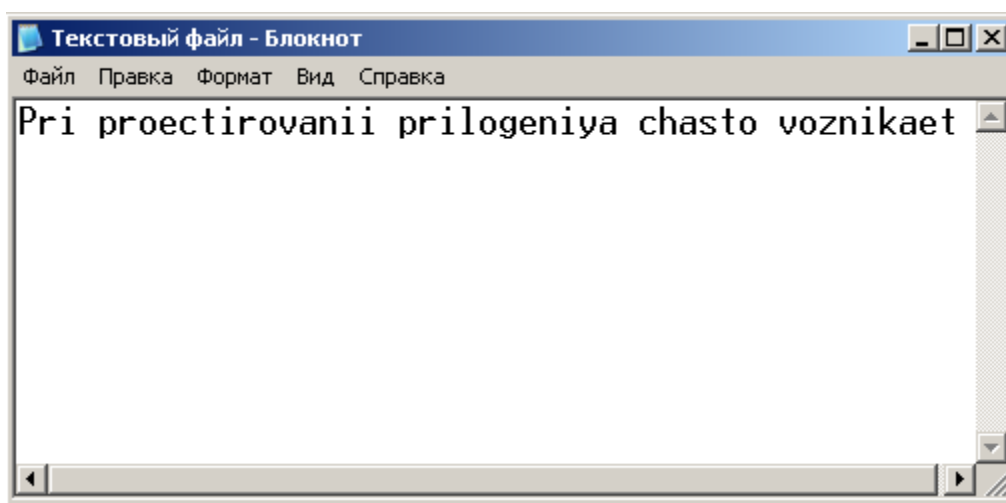 Текстовый файл - Блокнот
Файл Правка Формат Вид Справка
Pri proectirovanii prilogeniya chasto voznikaet